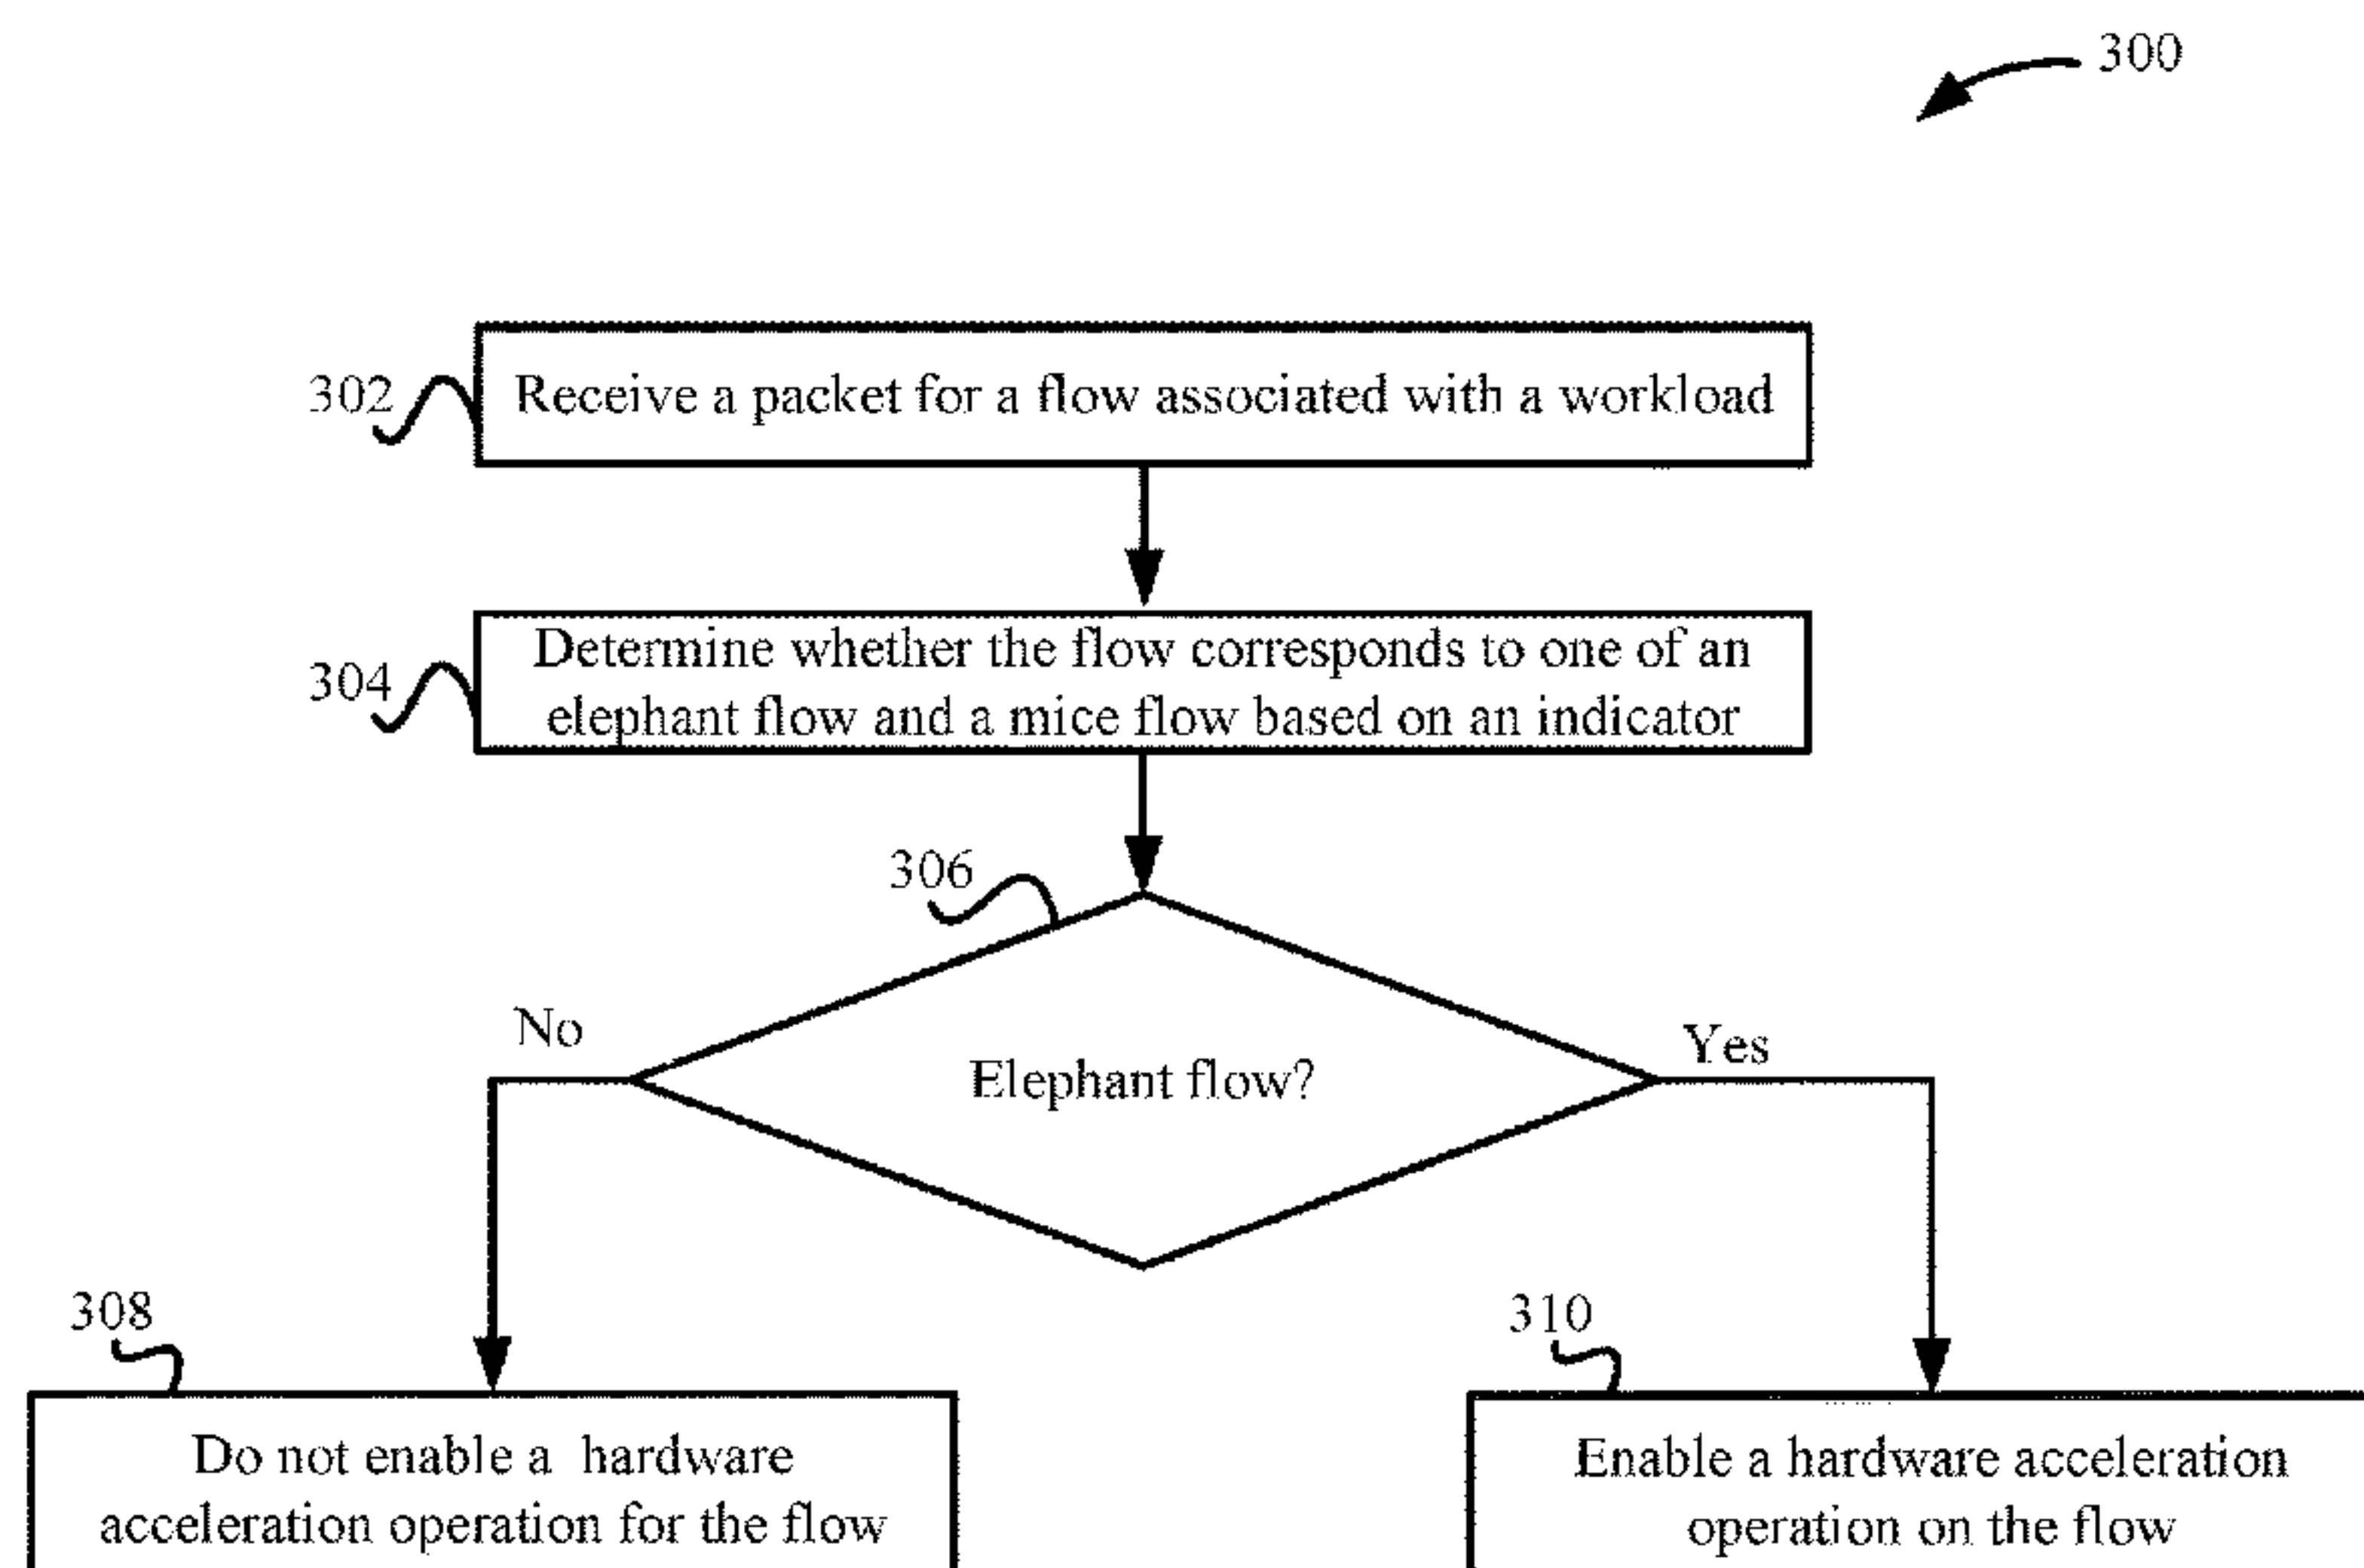 300
302
Receive a packet for a flow associated with a workload
304
Determine whether the flow corresponds to one of an
elephant flow and a mice flow based on an indicator
306
No
Elephant flow?
Yes
308
310
Do not enable a hardware
acceleration operation for the flow
Enable a hardware acceleration
operation on the flow